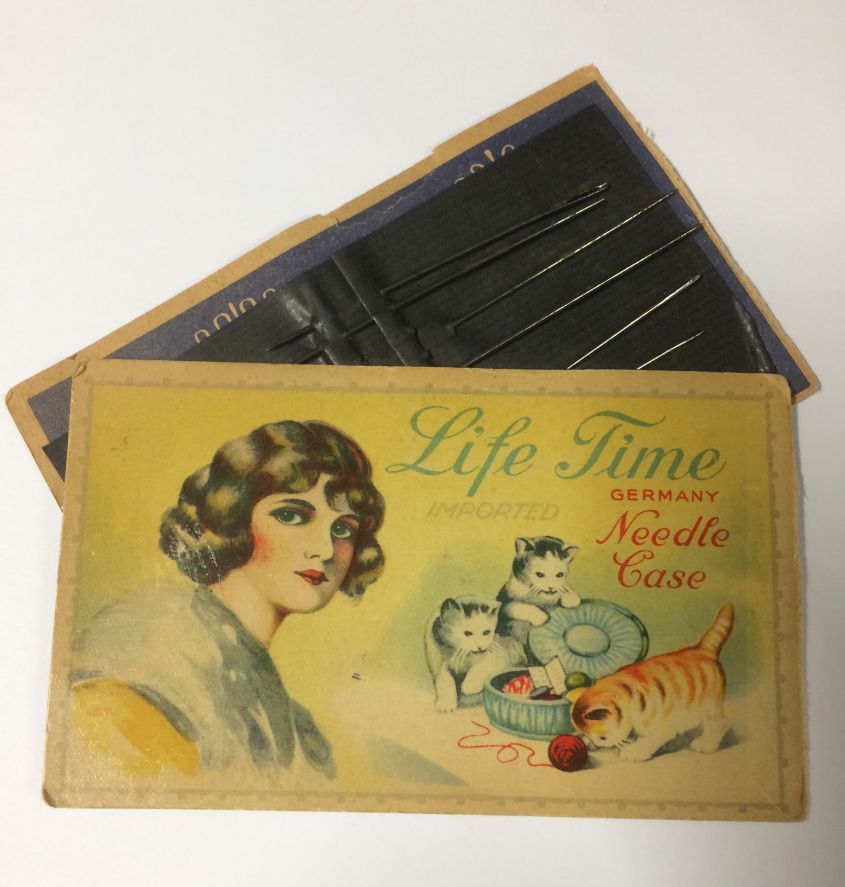 Life Time
GERMANY
IMPORTED
Needle
Case